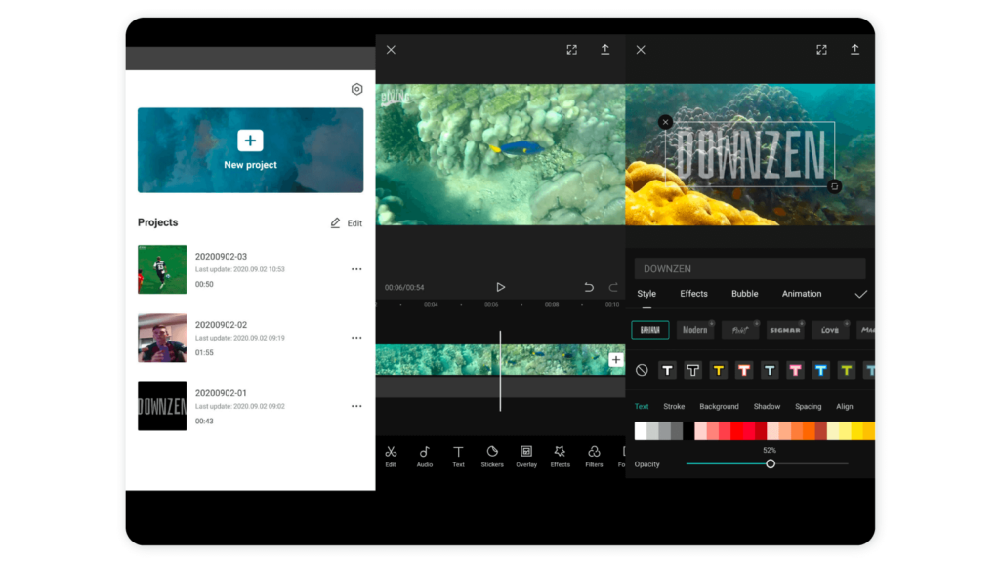 New project
Projects
Edit
20200902-03
Last update: 2020.09.02 10:53
00:50
20200902-02
Last update: 2020.09.02 09:19
01:55
20200902-01
Last update: 2020.09.02 09:02
00:43
DOWNZEN
DIVING
00:06/00:54
00:04
00:06
00:08
00:10
Edit
Audio
Text
Stickers
Overlay
Effects
Filters
Fo
DOWNZEN
DOWNZEN
Style
Effects
Bubble
Animation
Modern
SIGMAR
Love
T T T T T T T T T
Text
Stroke
Background
Shadow
Spacing
Align
52%
Opacity